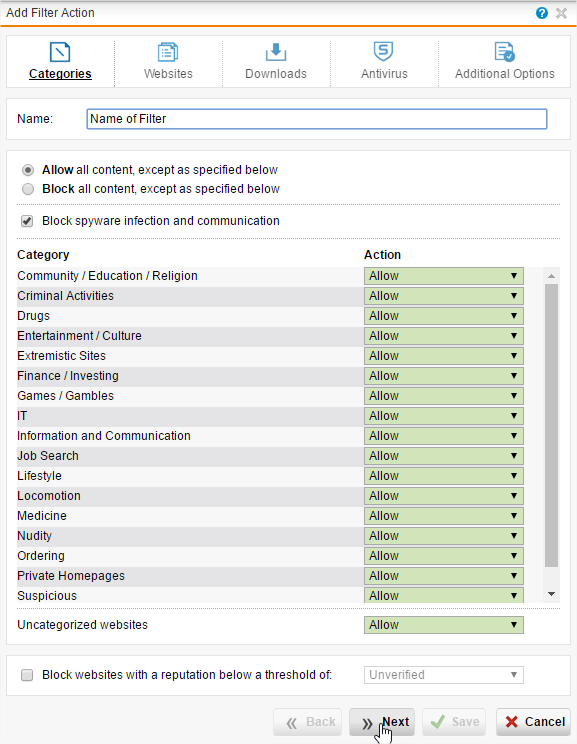 Add Filter Action
Categories Websites Downloads Antivirus Additional Options
Name: Name of Filter
Allow all content, except as specified below
Block all content, except as specified below
Block spyware infection and communication
Category Action
Community / Education / Religion Allow
Criminal Activities Allow
Drugs Allow
Entertainment / Culture Allow
Extremistic Sites Allow
Finance / Investing Allow
Games / Gambles Allow
IT Allow
Information and Communication Allow
Job Search Allow
Lifestyle Allow
Locomotion Allow
Medicine Allow
Nudity Allow
Ordering Allow
Private Homepages Allow
Suspicious Allow
Uncategorized websites Allow
Block websites with a reputation below a threshold of: Unverified
Back Next Save Cancel